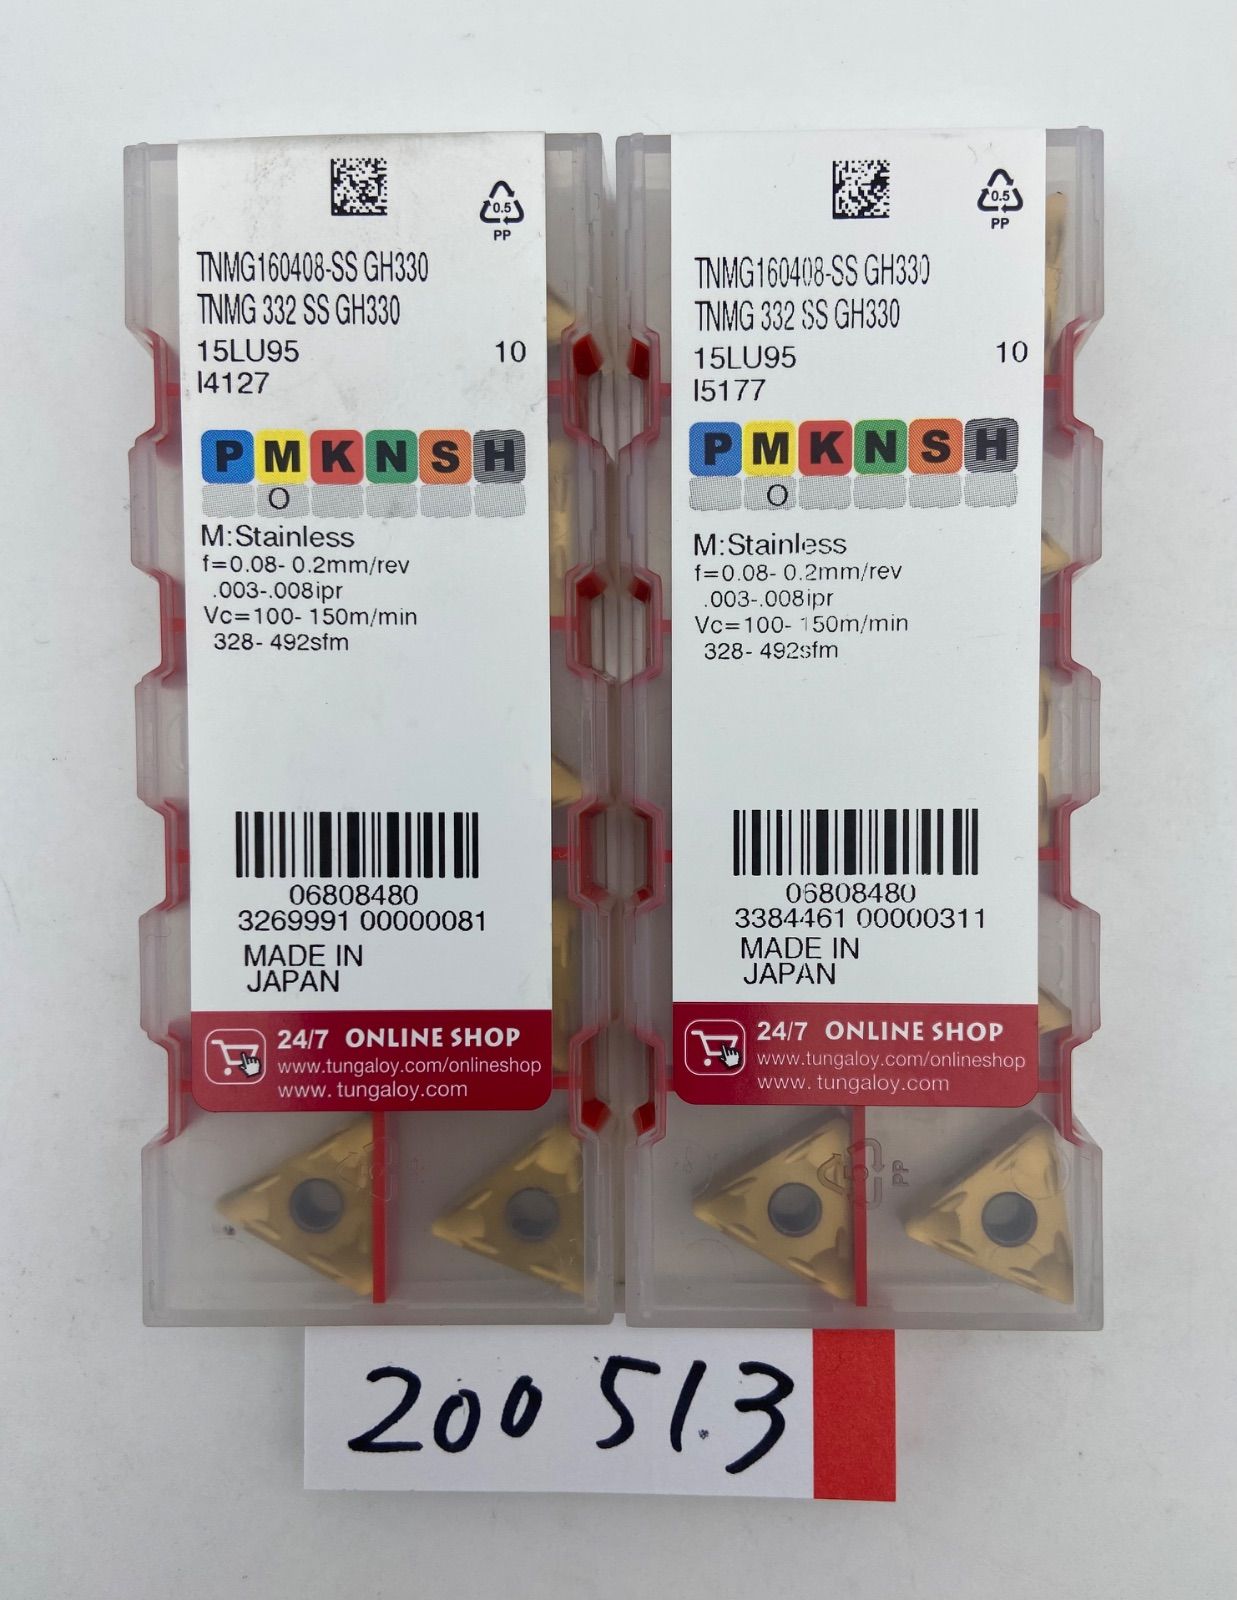 0.5
PP
TNMG160408-SS GH330
TNMG 332 SS GH330
15LU95 10
I4127
P M K N S H
O
M:Stainless
f=0.08- 0.2mm/rev
.003-.008ipr
Vc=100- 150m/min
328- 492sfm
06808480
3269991 00000081
MADE IN
JAPAN
24/7 ONLINE SHOP
www.tungaloy.com/onlineshop
www. tungaloy.com
0.5
PP
TNMG160408-SS GH330
TNMG 332 SS GH330
15LU95 10
I5177
P M K N S H
O
M:Stainless
f=0.08- 0.2mm/rev
.003-.008ipr
Vc=100- 150m/min
328- 492sfm
06808480
3384461 00000311
MADE IN
JAPAN
24/7 ONLINE SHOP
www.tungaloy.com/onlineshop
www. tungaloy.com
PP
200 51.3